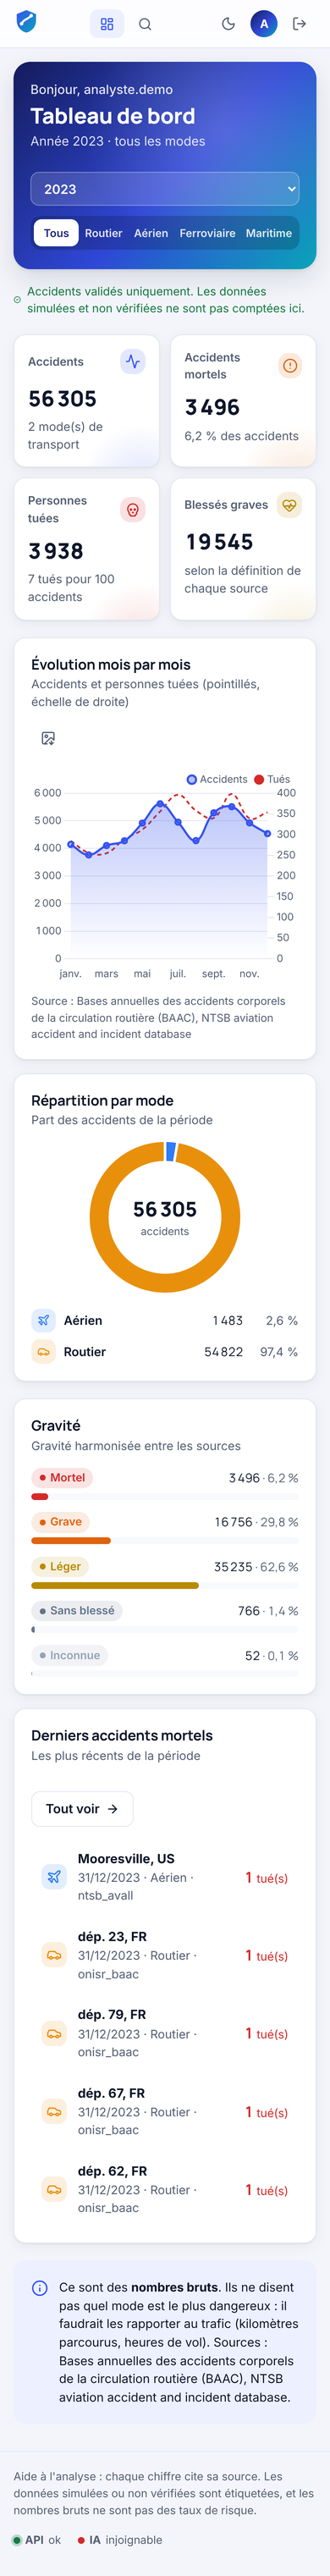 A
Bonjour, analyste.demo
Tableau de bord
Année 2023 · tous les modes
2023
Tous Routier Aérien Ferroviaire Maritime
Accidents validés uniquement. Les données
simulées et non vérifiées ne sont pas comptées ici.
Accidents
56 305
2 mode(s) de
transport
Accidents
mortels
3 496
6,2 % des accidents
Personnes
tuées
3 938
7 tués pour 100
accidents
Blessés graves
19 545
selon la définition de
chaque source
Évolution mois par mois
Accidents et personnes tuées (pointillés,
échelle de droite)
Accidents Tués
6 000 400
350
5 000
300
4 000
250
3 000
200
150
2 000
100
1 000
50
0 0
janv. mars mai juil. sept. nov.
Source : Bases annuelles des accidents corporels
de la circulation routière (BAAC), NTSB aviation
accident and incident database
Répartition par mode
Part des accidents de la période
56 305
accidents
Aérien 1 483 2,6 %
Routier 54 822 97,4 %
Gravité
Gravité harmonisée entre les sources
Mortel 3 496 · 6,2 %
Grave 16 756 · 29,8 %
Léger 35 235 · 62,6 %
Sans blessé 766 · 1,4 %
Inconnue 52 · 0,1 %
Derniers accidents mortels
Les plus récents de la période
Tout voir →
Mooresville, US
31/12/2023 · Aérien ·
ntsb_avall
1 tué(s)
dép. 23, FR
31/12/2023 · Routier ·
onisr_baac
1 tué(s)
dép. 79, FR
31/12/2023 · Routier ·
onisr_baac
1 tué(s)
dép. 67, FR
31/12/2023 · Routier ·
onisr_baac
1 tué(s)
dép. 62, FR
31/12/2023 · Routier ·
onisr_baac
1 tué(s)
Ce sont des nombres bruts. Ils ne disent
pas quel mode est le plus dangereux : il
faudrait les rapporter au trafic (kilomètres
parcourus, heures de vol). Sources :
Bases annuelles des accidents corporels
de la circulation routière (BAAC), NTSB
aviation accident and incident database.
Aide à l'analyse : chaque chiffre cite sa source. Les
données simulées ou non vérifiées sont étiquetées, et les
nombres bruts ne sont pas des taux de risque.
API ok IA injoignable